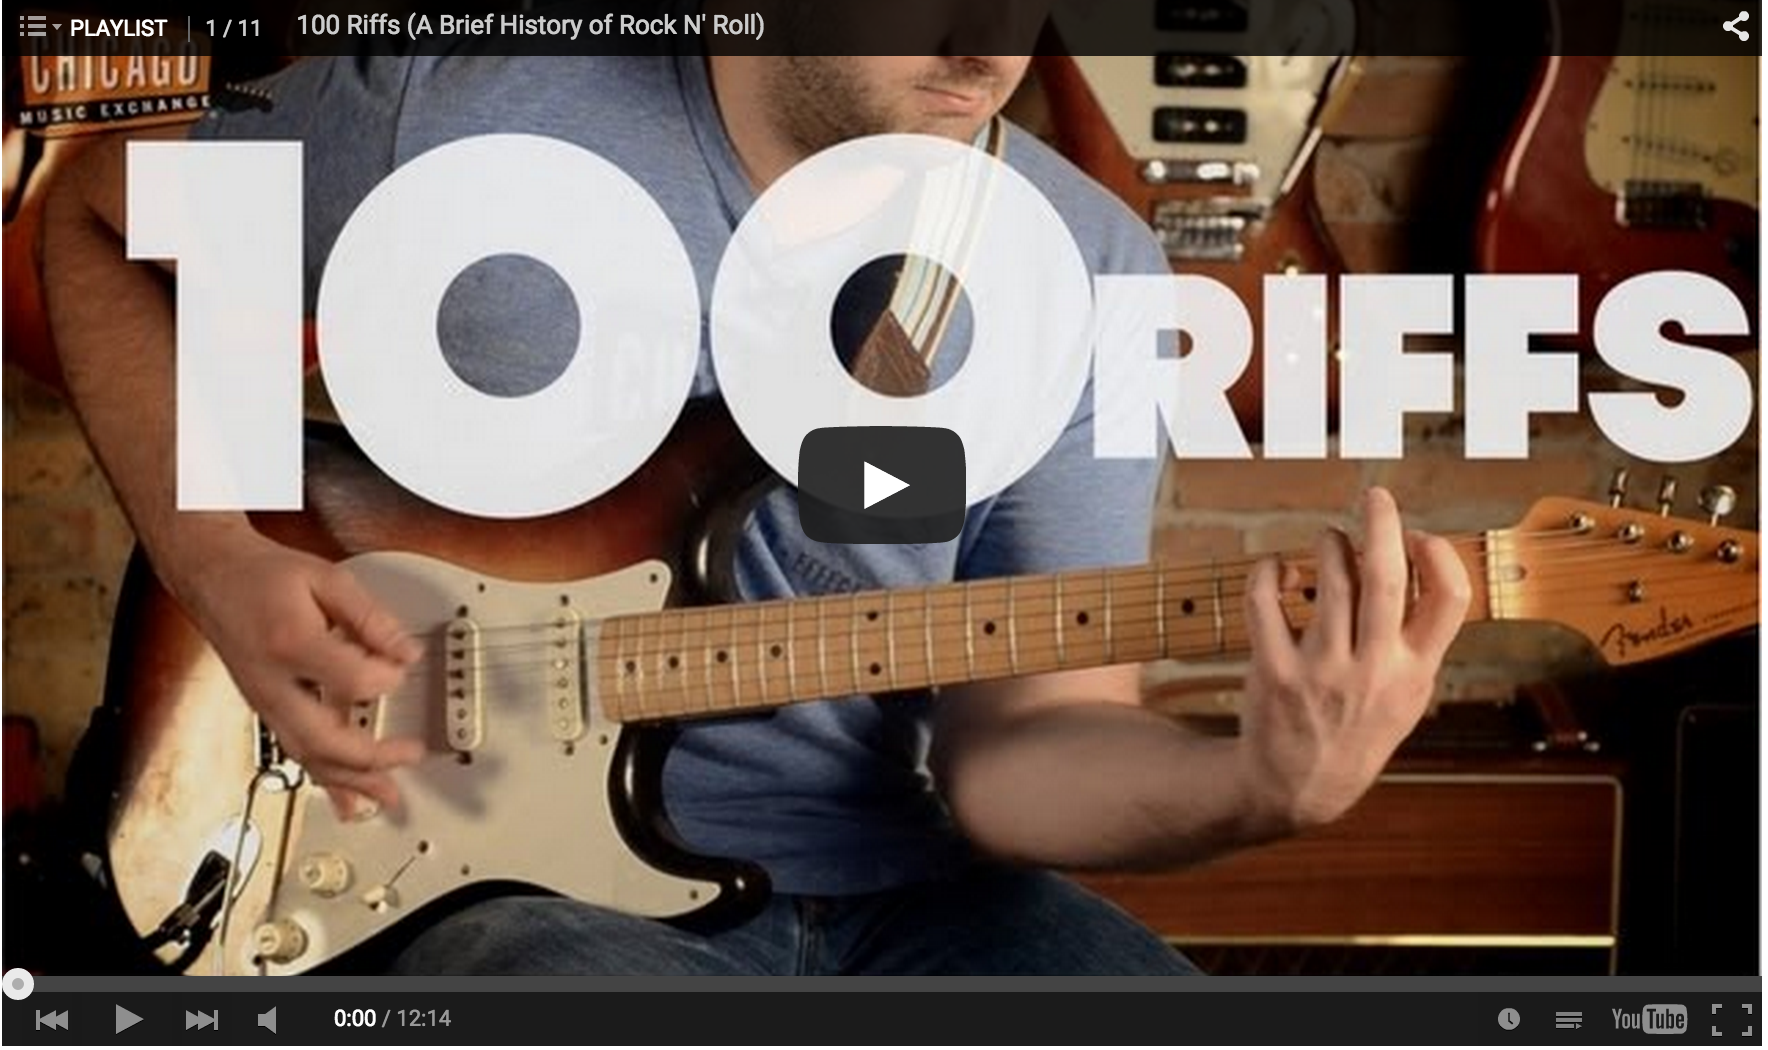 PLAYLIST 1 / 11 100 Riffs (A Brief History of Rock N' Roll)
CHICAGO
MUSIC EXCHANGE
100 RIFFS
EFFEC
Fender
0:00 / 12:14
YouTube